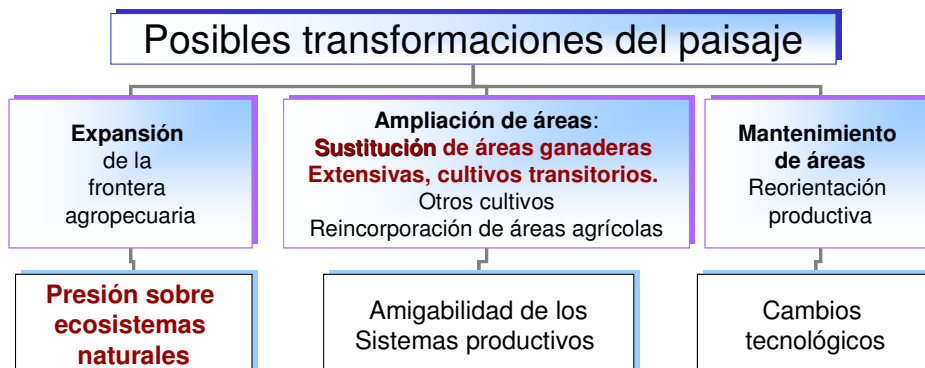 Posibles transformaciones del paisaje
Expansión
de la
frontera
agropecuaria
Ampliación de áreas:
Sustitución de áreas ganaderas
Extensivas, cultivos transitorios.
Otros cultivos
Reincorporación de áreas agrícolas
Mantenimiento
de áreas
Reorientación
productiva
Presión sobre
ecosistemas
naturales
Amigabilidad de los
Sistemas productivos
Cambios
tecnológicos